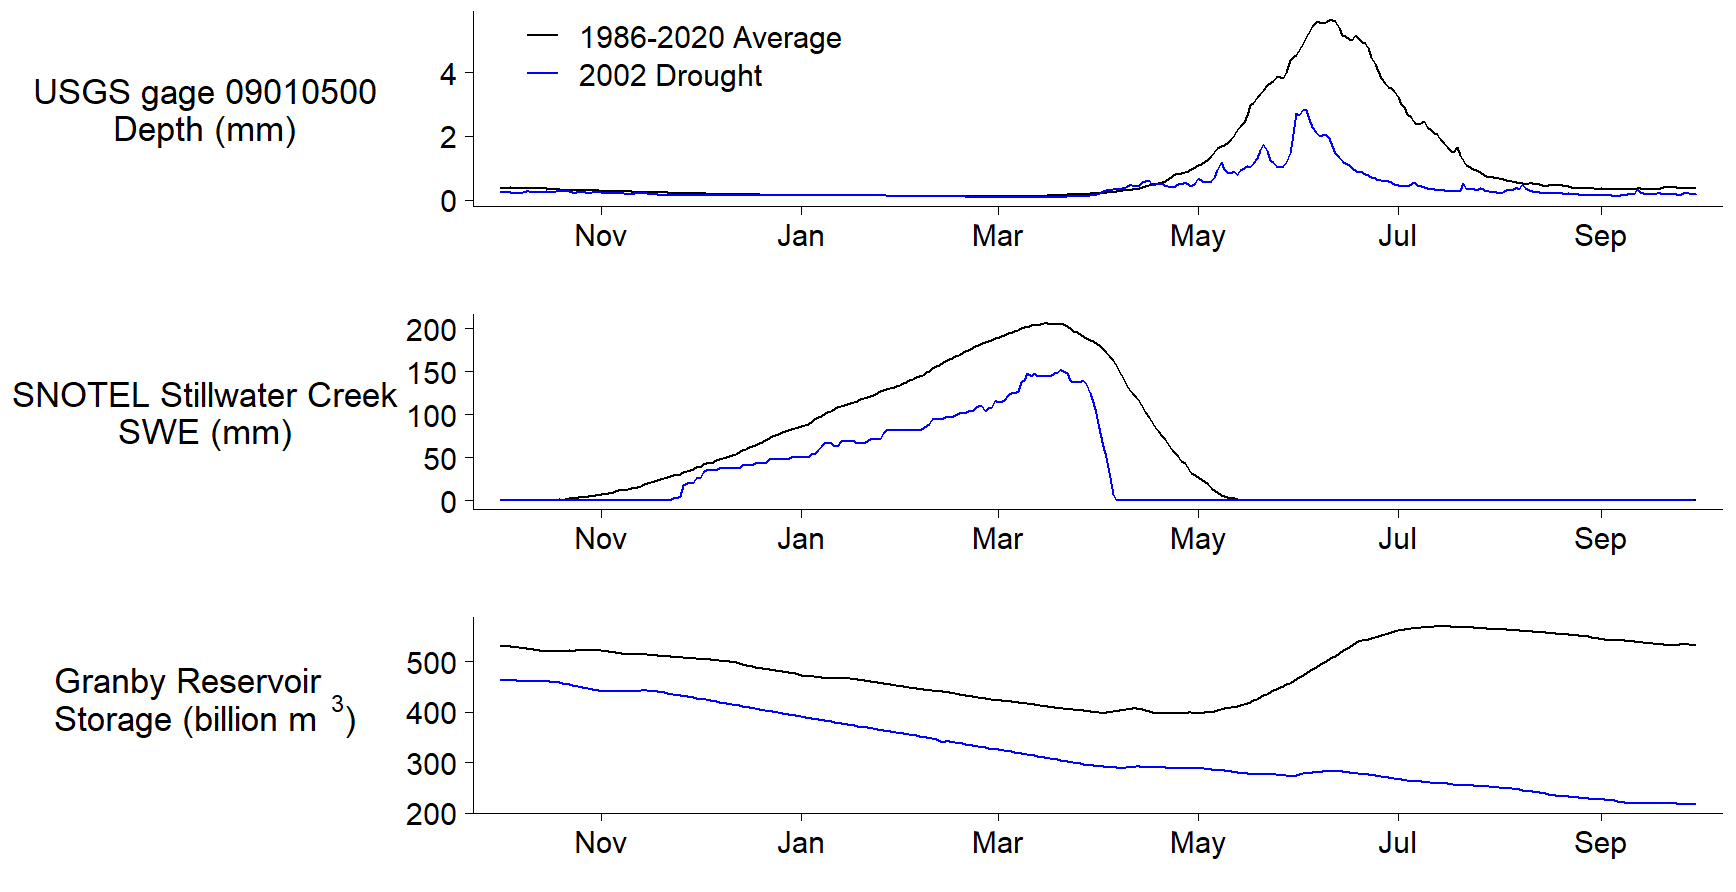 1986-2020 Average
2002 Drought
USGS gage 09010500
Depth (mm)
4
2
0
Nov Jan Mar May Jul Sep
SNOTEL Stillwater Creek
SWE (mm)
200
150
100
50
0
Nov Jan Mar May Jul Sep
Granby Reservoir
Storage (billion m ³)
500
400
300
200
Nov Jan Mar May Jul Sep